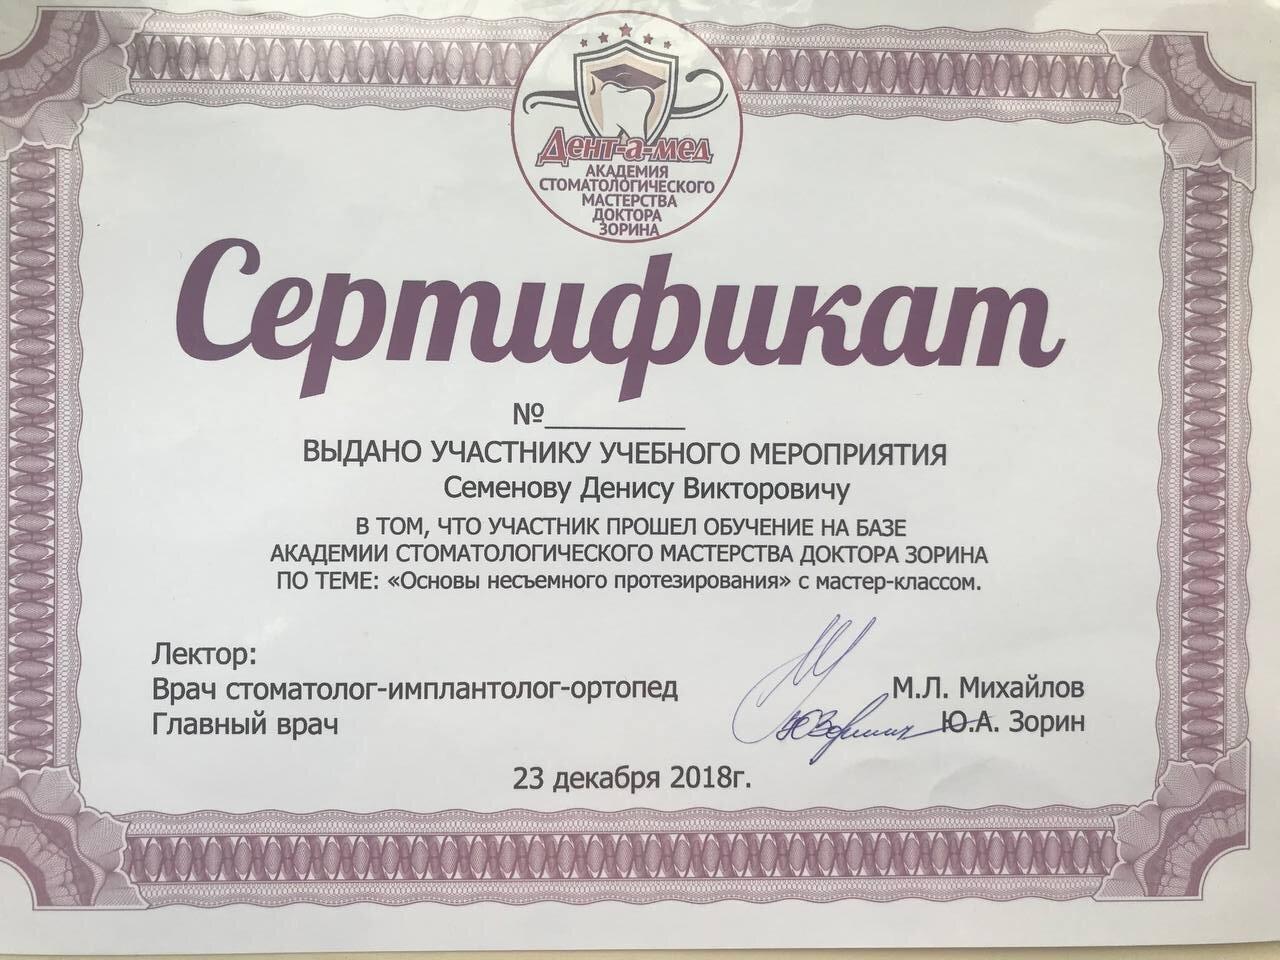 Дент-а-мед
АКАДЕМИЯ
СТОМАТОЛОГИЧЕСКОГО
МАСТЕРСТВА
ДОКТОРА
ЗОРИНА
Сертификат
№__________
ВЫДАНО УЧАСТНИКУ УЧЕБНОГО МЕРОПРИЯТИЯ
Семенову Денису Викторовичу
В ТОМ, ЧТО УЧАСТНИК ПРОШЕЛ ОБУЧЕНИЕ НА БАЗЕ
АКАДЕМИИ СТОМАТОЛОГИЧЕСКОГО МАСТЕРСТВА ДОКТОРА ЗОРИНА
ПО ТЕМЕ: «Основы несъемного протезирования» с мастер-классом.
Лектор:
Врач стоматолог-имплантолог-ортопед М.Л. Михайлов
Главный врач Ю.А. Зорин
23 декабря 2018г.